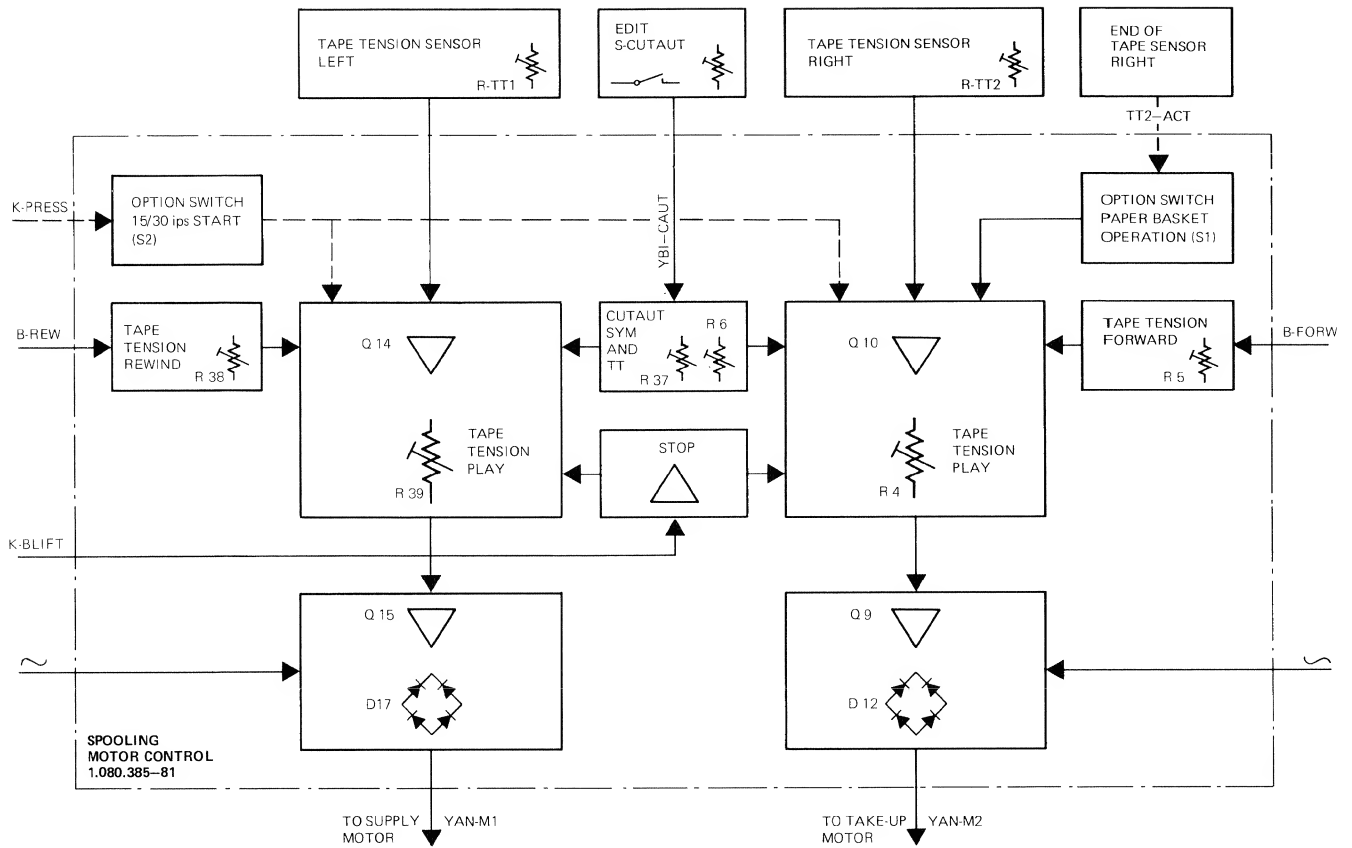 TAPE TENSION SENSOR
LEFT
R-TT1
EDIT
S-CUTAUT
TAPE TENSION SENSOR
RIGHT
R-TT2
END OF
TAPE SENSOR
RIGHT
TT2-ACT
K-PRESS
OPTION SWITCH
15/30 ips START
(S2)
YBI-CAUT
OPTION SWITCH
PAPER BASKET
OPERATION (S1)
B-REW
TAPE
TENSION
REWIND
R 38
Q 14
TAPE
TENSION
PLAY
R 39
CUTAUT
SYM
AND
TT
R 6
R 37
STOP
Q 10
TAPE
TENSION
PLAY
R 4
TAPE TENSION
FORWARD
R 5
B-FORW
K-BLIFT
Q 15
D17
Q 9
D 12
~
~
SPOOLING
MOTOR CONTROL
1.080.385-81
TO SUPPLY
MOTOR
YAN-M1
TO TAKE-UP
MOTOR
YAN-M2